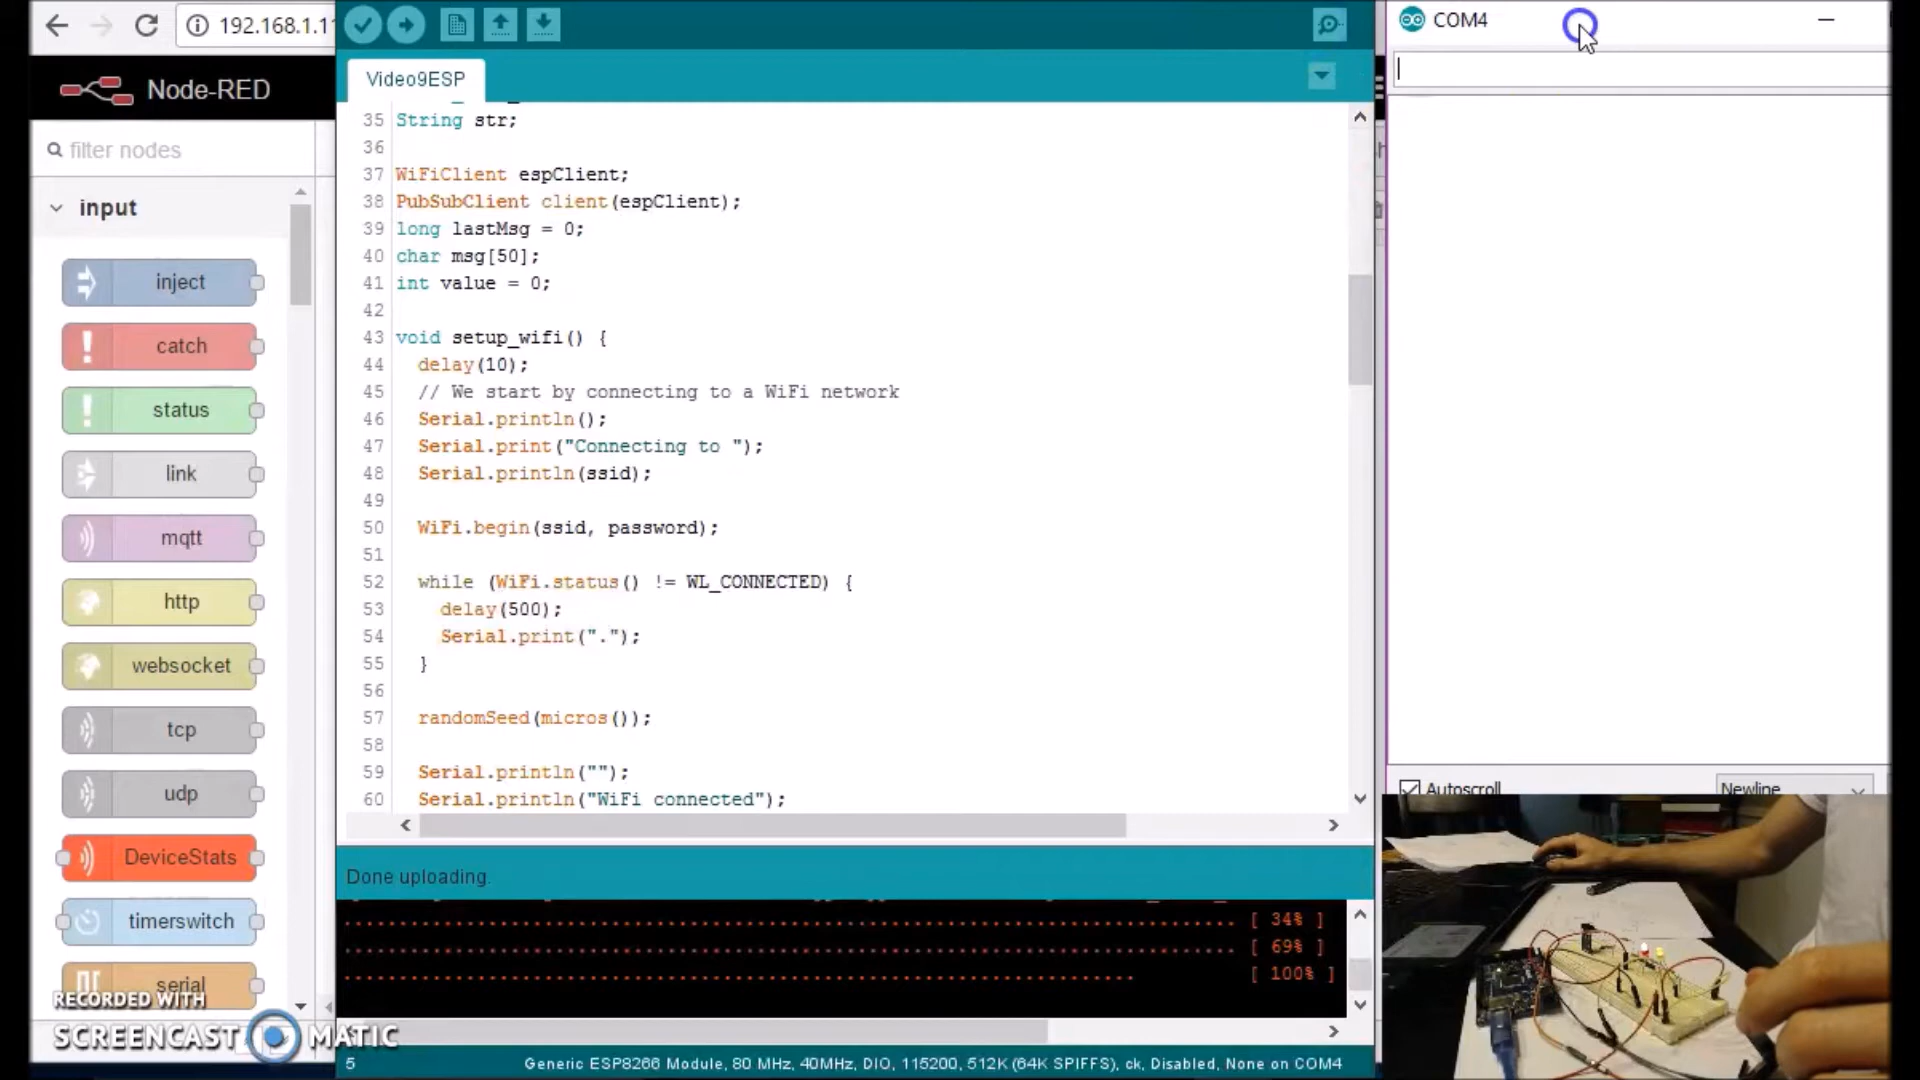 192.168.1.1
Node-RED
filter nodes
input
inject
catch
status
link
mqtt
http
websocket
tcp
udp
DeviceStats
timerswitch
serial
RECORDED WITH
SCREENCAST MATIC
Video9ESP
35 String str;
36
37 WiFiClient espClient;
38 PubSubClient client(espClient);
39 long lastMsg = 0;
40 char msg[50];
41 int value = 0;
42
43 void setup_wifi() {
44 delay(10);
45 // We start by connecting to a WiFi network
46 Serial.println();
47 Serial.print("Connecting to ");
48 Serial.println(ssid);
49
50 WiFi.begin(ssid, password);
51
52 while (WiFi.status() != WL_CONNECTED) {
53 delay(500);
54 Serial.print(".");
55 }
56
57 randomSeed(micros());
58
59 Serial.println("");
60 Serial.println("WiFi connected");
Done uploading.
[ 34% ]
[ 69% ]
[ 100% ]
5 Generic ESP8266 Module, 80 MHz, 40MHz, DIO, 115200, 512K (64K SPIFFS), ck, Disabled, None on COM4
COM4
Autoscroll
Newline